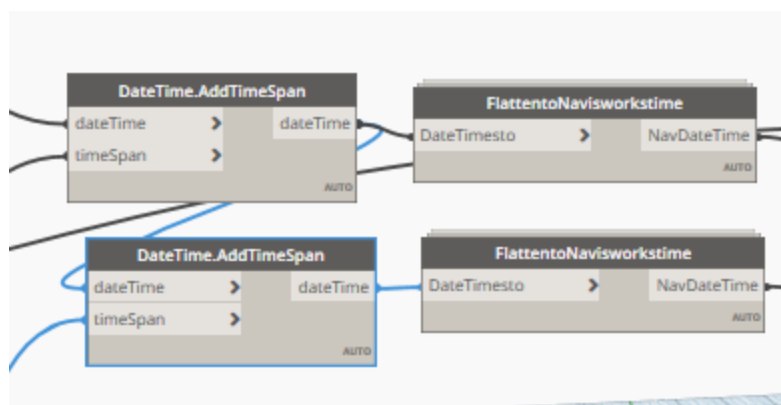 DateTime.AddTimeSpan
dateTime > dateTime
timeSpan >
AUTO
FlattentoNavisworkstime
DateTimesto > NavDateTime
AUTO
DateTime.AddTimeSpan
dateTime > dateTime
timeSpan >
AUTO
FlattentoNavisworkstime
DateTimesto > NavDateTime
AUTO